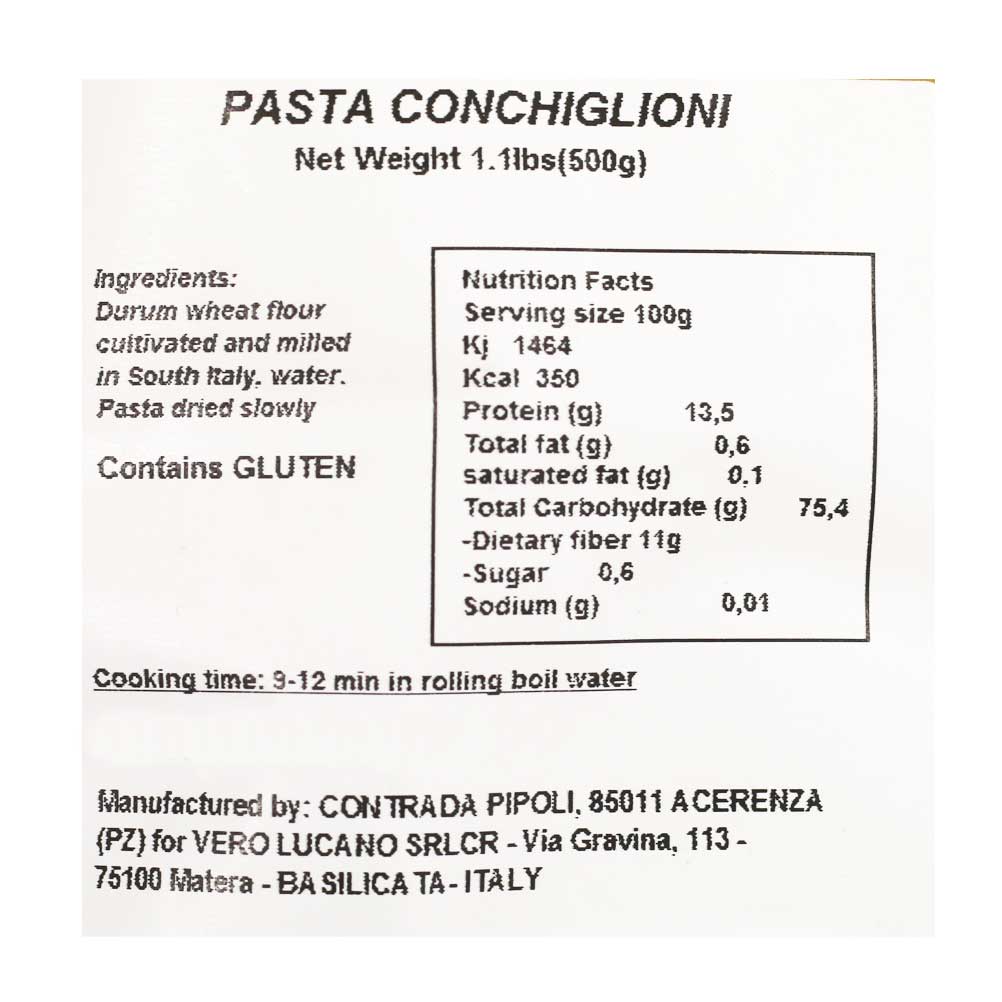 PASTA CONCHIGLIONI
Net Weight 1.1lbs(500g)
Ingredients:
Durum wheat flour
cultivated and milled
in South Italy, water.
Pasta dried slowly
Contains GLUTEN
Nutrition Facts
Serving size 100g
Kj 1464
Kcal 350
Protein (g) 13,5
Total fat (g) 0,6
saturated fat (g) 0,1
Total Carbohydrate (g) 75,4
-Dietary fiber 11g
-Sugar 0,6
Sodium (g) 0,01
Cooking time: 9-12 min in rolling boil water
Manufactured by: CONTRADA PIPOLI, 85011 ACERENZA
(PZ) for VERO LUCANO SRLCR - Via Gravina, 113 -
75100 Matera - BASILICATA- ITALY